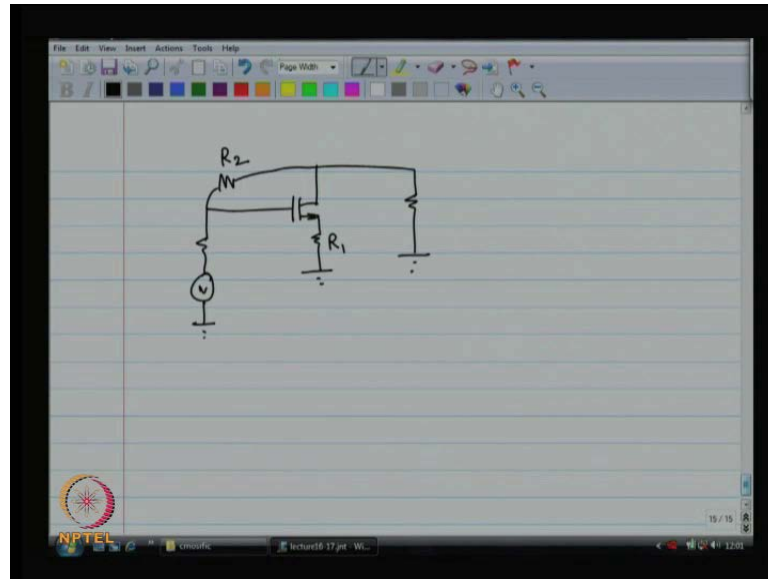 File Edit View Insert Actions Tools Help
Page Width
B I
R2
R1
v
15 / 15
NPTEL
cmosrfic
lecture16-17.jnt - Wi...
12:01